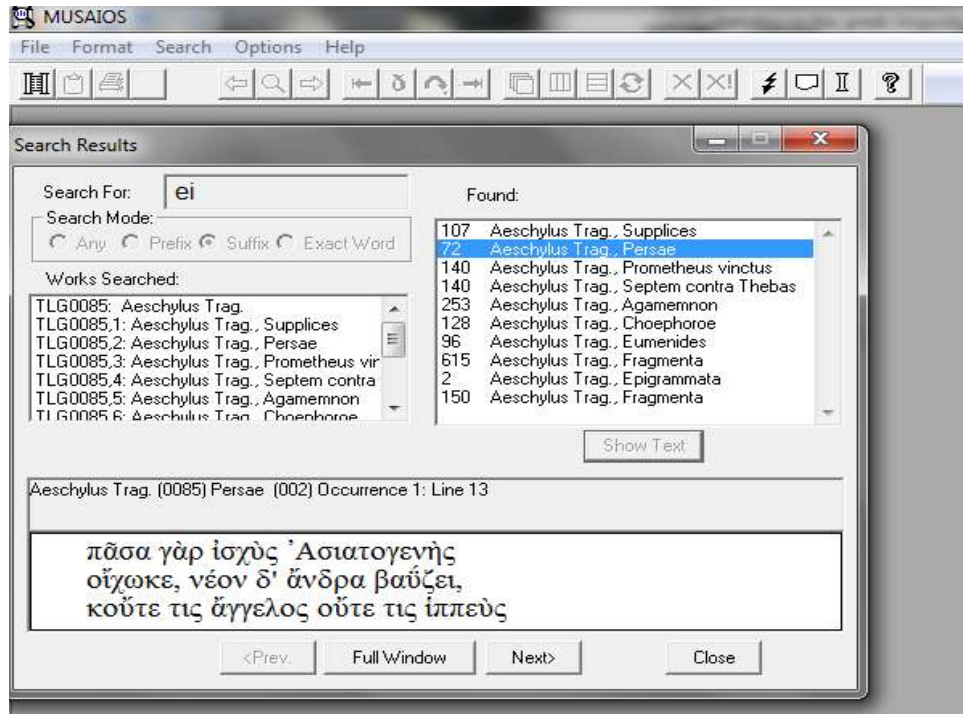 MUSAIOS
File Format Search Options Help
Search Results
Search For: ei
Search Mode:
Any Prefix Suffix Exact Word
Works Searched:
TLG0085: Aeschylus Trag.
TLG0085,1: Aeschylus Trag., Supplices
TLG0085,2: Aeschylus Trag., Persae
TLG0085,3: Aeschylus Trag., Prometheus vin
TLG0085,4: Aeschylus Trag., Septem contra
TLG0085,5: Aeschylus Trag., Agamemnon
TLG0085,6: Aeschylus Trag., Choephoroe
Found:
107 Aeschylus Trag., Supplices
72 Aeschylus Trag., Persae
140 Aeschylus Trag., Prometheus vinctus
140 Aeschylus Trag., Septem contra Thebas
253 Aeschylus Trag., Agamemnon
128 Aeschylus Trag., Choephoroe
96 Aeschylus Trag., Eumenides
615 Aeschylus Trag., Fragmenta
2 Aeschylus Trag., Epigrammata
150 Aeschylus Trag., Fragmenta
Show Text
Aeschylus Trag. (0085) Persae (002) Occurrence 1: Line 13
πᾶσα γὰρ ἰσχὺς Ἀσιατογενὴς
οἴχωκε, νέον δ' ἄνδρα βαΰζει,
κοὔτε τις ἄγγελος οὔτε τις ἱππεὺς
<Prev. Full Window Next> Close